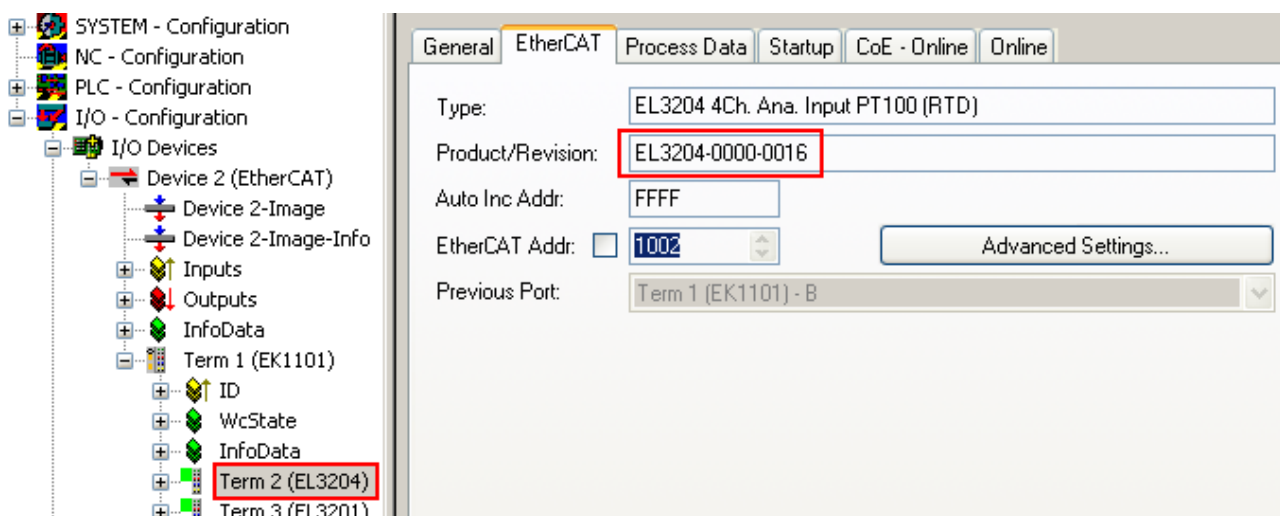 SYSTEM - Configuration
NC - Configuration
PLC - Configuration
I/O - Configuration
I/O Devices
Device 2 (EtherCAT)
Device 2-Image
Device 2-Image-Info
Inputs
Outputs
InfoData
Term 1 (EK1101)
ID
WcState
InfoData
Term 2 (EL3204)
Term 3 (EL3201)
General EtherCAT Process Data Startup CoE - Online Online
Type: EL3204 4Ch. Ana. Input PT100 (RTD)
Product/Revision: EL3204-0000-0016
Auto Inc Addr: FFFF
EtherCAT Addr: 1002 Advanced Settings...
Previous Port: Term 1 (EK1101) - B